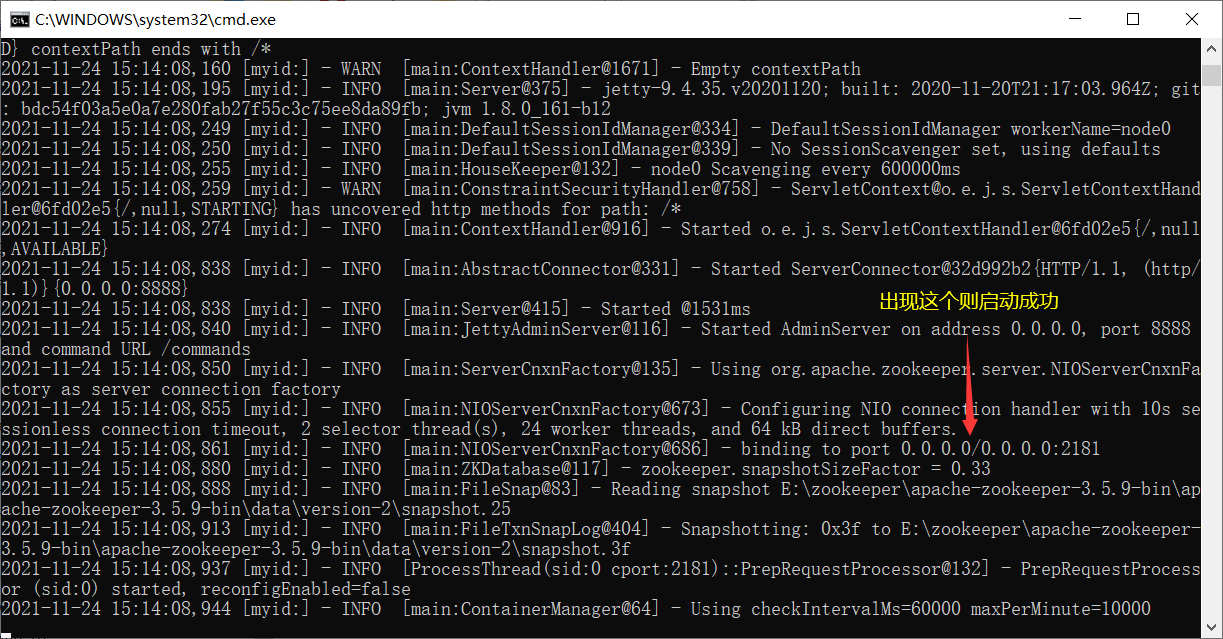 C:\WINDOWS\system32\cmd.exe
D} contextPath ends with /*
2021-11-24 15:14:08,160 [myid:] - WARN  [main:ContextHandler@1671] - Empty contextPath
2021-11-24 15:14:08,195 [myid:] - INFO  [main:Server@375] - jetty-9.4.35.v20201120; built: 2020-11-20T21:17:03.964Z; git
: bdc54f03a5e0a7e280fab27f55c3c75ee8da89fb; jvm 1.8.0_161-b12
2021-11-24 15:14:08,249 [myid:] - INFO  [main:DefaultSessionIdManager@334] - DefaultSessionIdManager workerName=node0
2021-11-24 15:14:08,250 [myid:] - INFO  [main:DefaultSessionIdManager@339] - No SessionScavenger set, using defaults
2021-11-24 15:14:08,255 [myid:] - INFO  [main:HouseKeeper@132] - node0 Scavenging every 600000ms
2021-11-24 15:14:08,259 [myid:] - WARN  [main:ConstraintSecurityHandler@758] - ServletContext@o.e.j.s.ServletContextHand
ler@6fd02e5{/,null,STARTING} has uncovered http methods for path: /*
2021-11-24 15:14:08,274 [myid:] - INFO  [main:ContextHandler@916] - Started o.e.j.s.ServletContextHandler@6fd02e5{/,null
,AVAILABLE}
2021-11-24 15:14:08,838 [myid:] - INFO  [main:AbstractConnector@331] - Started ServerConnector@32d992b2{HTTP/1.1, (http/
1.1)}{0.0.0.0:8888}
2021-11-24 15:14:08,838 [myid:] - INFO  [main:Server@415] - Started @1531ms
出现这个则启动成功
2021-11-24 15:14:08,840 [myid:] - INFO  [main:JettyAdminServer@116] - Started AdminServer on address 0.0.0.0, port 8888
and command URL /commands
2021-11-24 15:14:08,850 [myid:] - INFO  [main:ServerCnxnFactory@135] - Using org.apache.zookeeper.server.NIOServerCnxnFa
ctory as server connection factory
2021-11-24 15:14:08,855 [myid:] - INFO  [main:NIOServerCnxnFactory@673] - Configuring NIO connection handler with 10s se
ssionless connection timeout, 2 selector thread(s), 24 worker threads, and 64 kB direct buffers.
2021-11-24 15:14:08,861 [myid:] - INFO  [main:NIOServerCnxnFactory@686] - binding to port 0.0.0.0/0.0.0.0:2181
2021-11-24 15:14:08,880 [myid:] - INFO  [main:ZKDatabase@117] - zookeeper.snapshotSizeFactor = 0.33
2021-11-24 15:14:08,888 [myid:] - INFO  [main:FileSnap@83] - Reading snapshot E:\zookeeper\apache-zookeeper-3.5.9-bin\ap
ache-zookeeper-3.5.9-bin\data\version-2\snapshot.25
2021-11-24 15:14:08,913 [myid:] - INFO  [main:FileTxnSnapLog@404] - Snapshotting: 0x3f to E:\zookeeper\apache-zookeeper-
3.5.9-bin\apache-zookeeper-3.5.9-bin\data\version-2\snapshot.3f
2021-11-24 15:14:08,937 [myid:] - INFO  [ProcessThread(sid:0 cport:2181)::PrepRequestProcessor@132] - PrepRequestProcess
or (sid:0) started, reconfigEnabled=false
2021-11-24 15:14:08,944 [myid:] - INFO  [main:ContainerManager@64] - Using checkIntervalMs=60000 maxPerMinute=10000